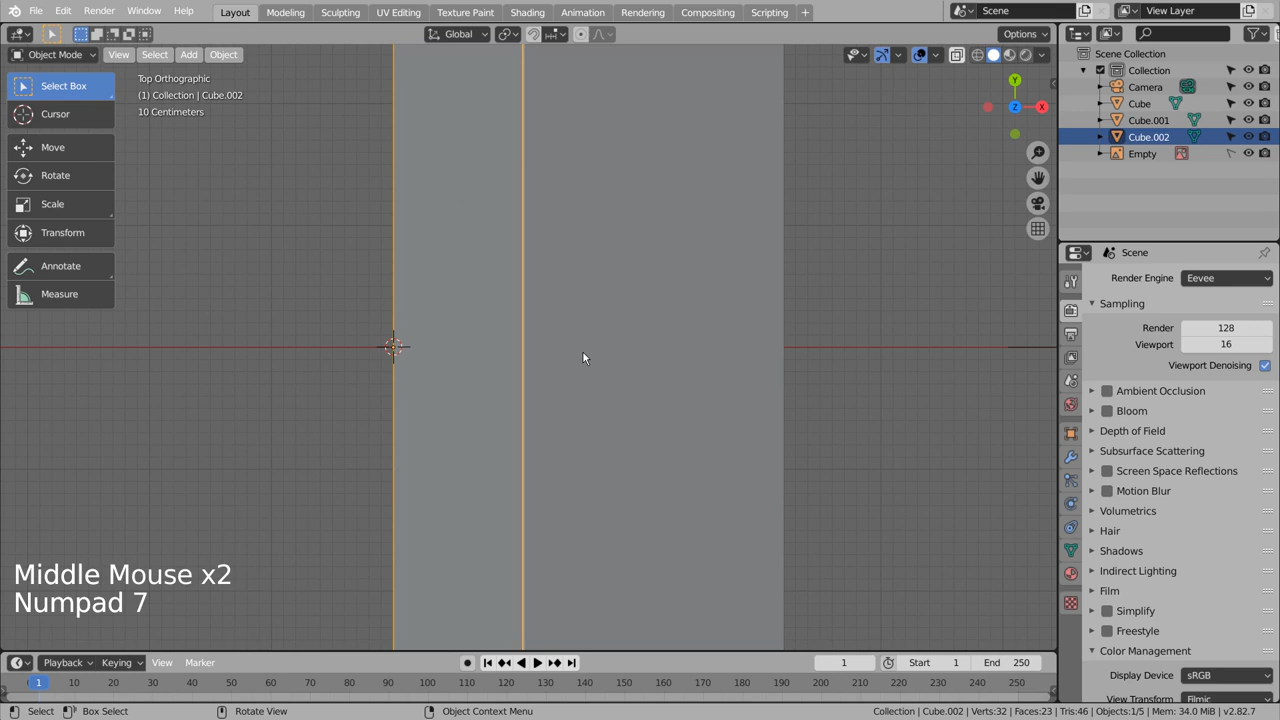 File Edit Render Window Help Layout Modeling Sculpting UV Editing Texture Paint Shading Animation Rendering Compositing Scripting + Scene View Layer
Global Options
Object Mode View Select Add Object
Select Box
Cursor
Move
Rotate
Scale
Transform
Annotate
Measure
Top Orthographic
(1) Collection | Cube.002
10 Centimeters
Y
Z
X
Middle Mouse x2
Numpad 7
Scene Collection
Collection
Camera
Cube
Cube.001
Cube.002
Empty
Scene
Render Engine Eevee
Sampling
Render 128
Viewport 16
Viewport Denoising
Ambient Occlusion
Bloom
Depth of Field
Subsurface Scattering
Screen Space Reflections
Motion Blur
Volumetrics
Hair
Shadows
Indirect Lighting
Film
Simplify
Freestyle
Color Management
Display Device sRGB
View Transform Filmic
Playback Keying View Marker 1 Start 1 End 250
1 10 20 30 40 50 60 70 80 90 100 110 120 130 140 150 160 170 180 190 200 210 220 230 240 250
Select Box Select Rotate View Object Context Menu Collection | Cube.002 | Verts:32 | Faces:23 | Tris:46 | Objects:1/5 | Mem: 34.0 MiB | v2.82.7